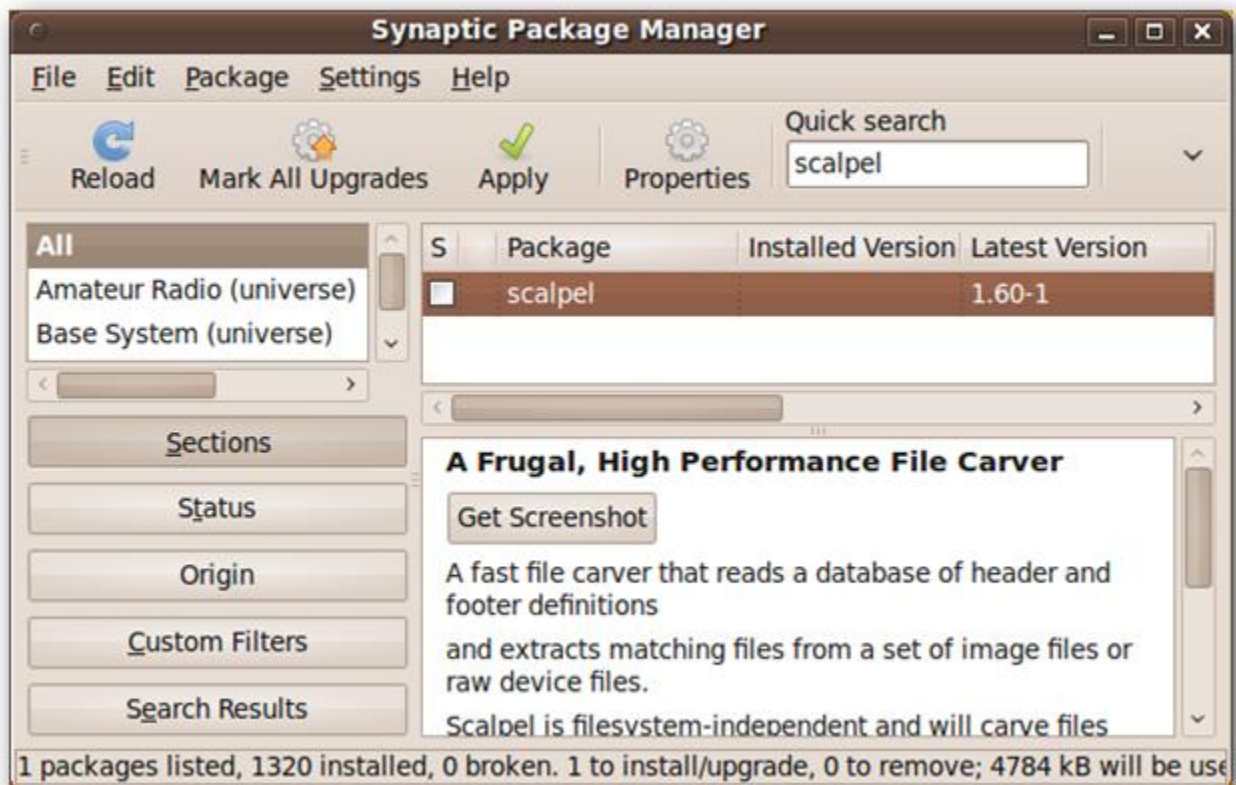 Synaptic Package Manager
File Edit Package Settings Help
Reload Mark All Upgrades Apply Properties
Quick search
scalpel
All
Amateur Radio (universe)
Base System (universe)
S Package Installed Version Latest Version
scalpel 1.60-1
Sections
Status
Origin
Custom Filters
Search Results
A Frugal, High Performance File Carver
Get Screenshot
A fast file carver that reads a database of header and
footer definitions
and extracts matching files from a set of image files or
raw device files.
Scalpel is filesystem-independent and will carve files
1 packages listed, 1320 installed, 0 broken. 1 to install/upgrade, 0 to remove; 4784 kB will be use